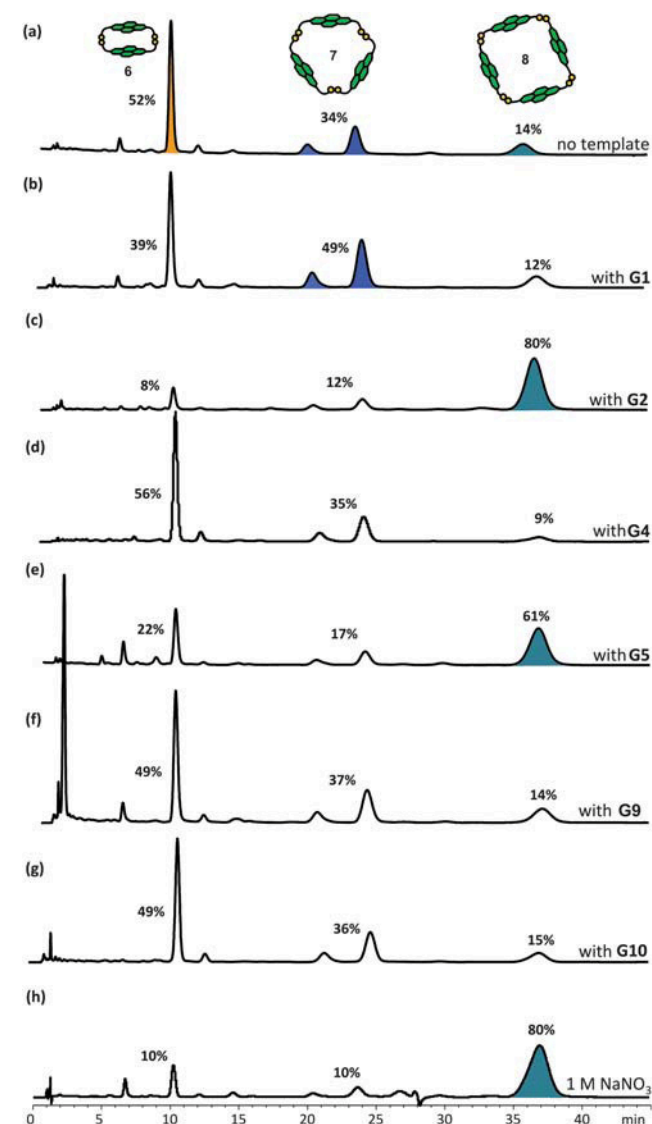 (a)
6
7
8
52%
34%
14%
no template
(b)
39%
49%
12%
with G1
(c)
8%
12%
80%
with G2
(d)
56%
35%
9%
withG4
(e)
22%
17%
61%
with G5
(f)
49%
37%
14%
with G9
(g)
49%
36%
15%
with G10
(h)
10%
10%
80%
1 M NaNO₃
0 5 10 15 20 25 30 35 40 min